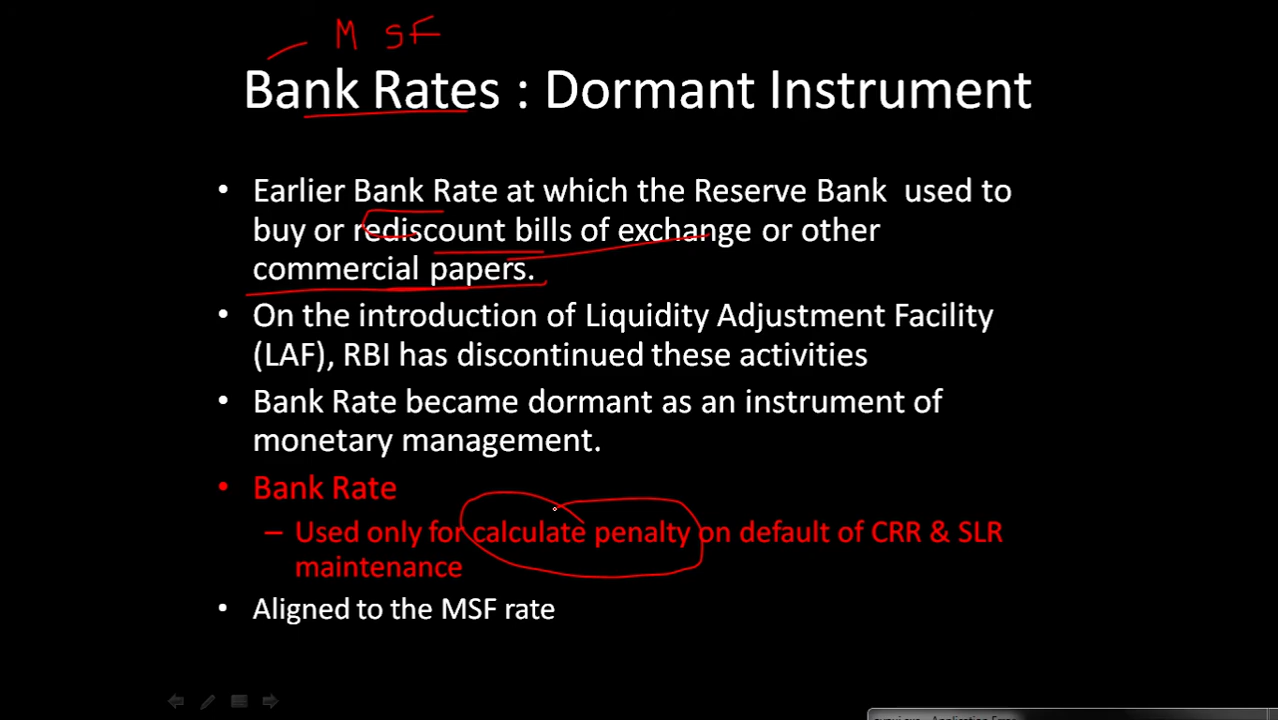 M SF
Bank Rates : Dormant Instrument
• Earlier Bank Rate at which the Reserve Bank used to
buy or rediscount bills of exchange or other
commercial papers.
• On the introduction of Liquidity Adjustment Facility
(LAF), RBI has discontinued these activities
• Bank Rate became dormant as an instrument of
monetary management.
• Bank Rate
– Used only for calculate penalty on default of CRR & SLR
maintenance
• Aligned to the MSF rate